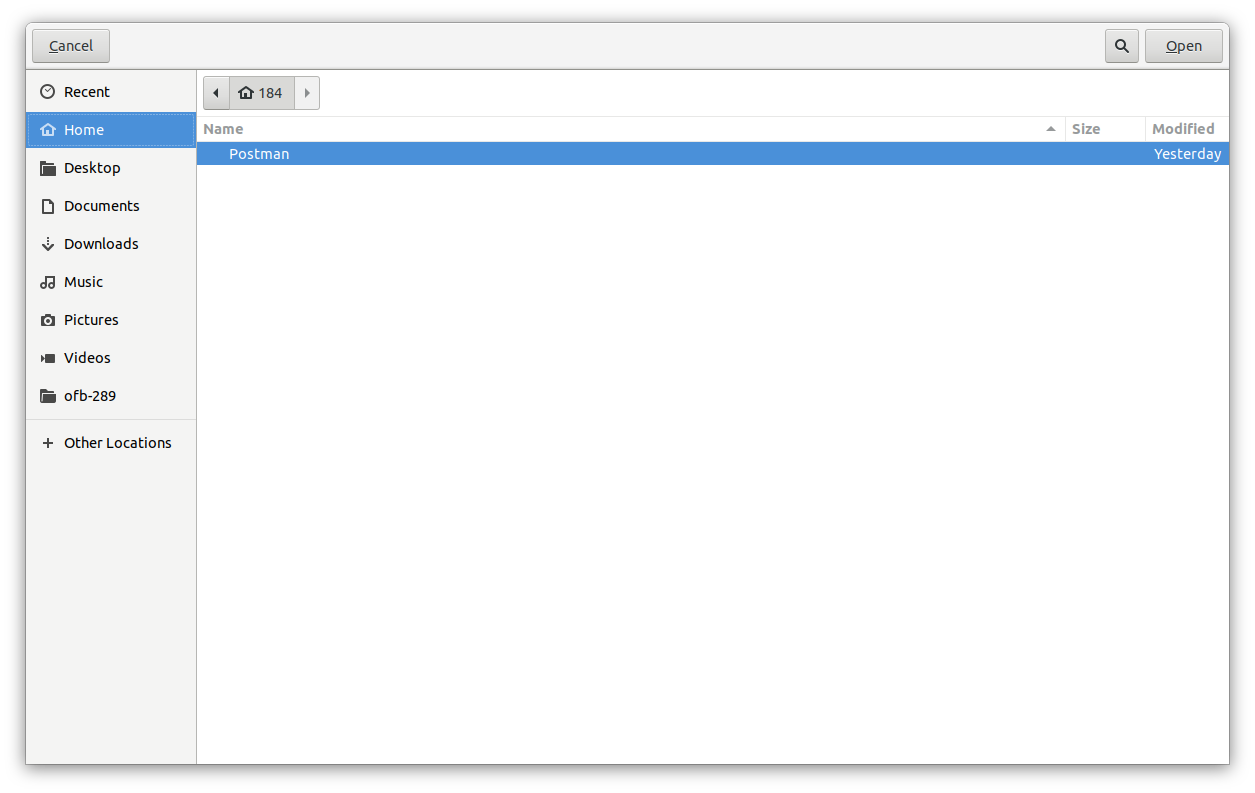 Cancel
Open
Recent
Home
Desktop
Documents
Downloads
Music
Pictures
Videos
ofb-289
Other Locations
184
Name Size Modified
Postman Yesterday